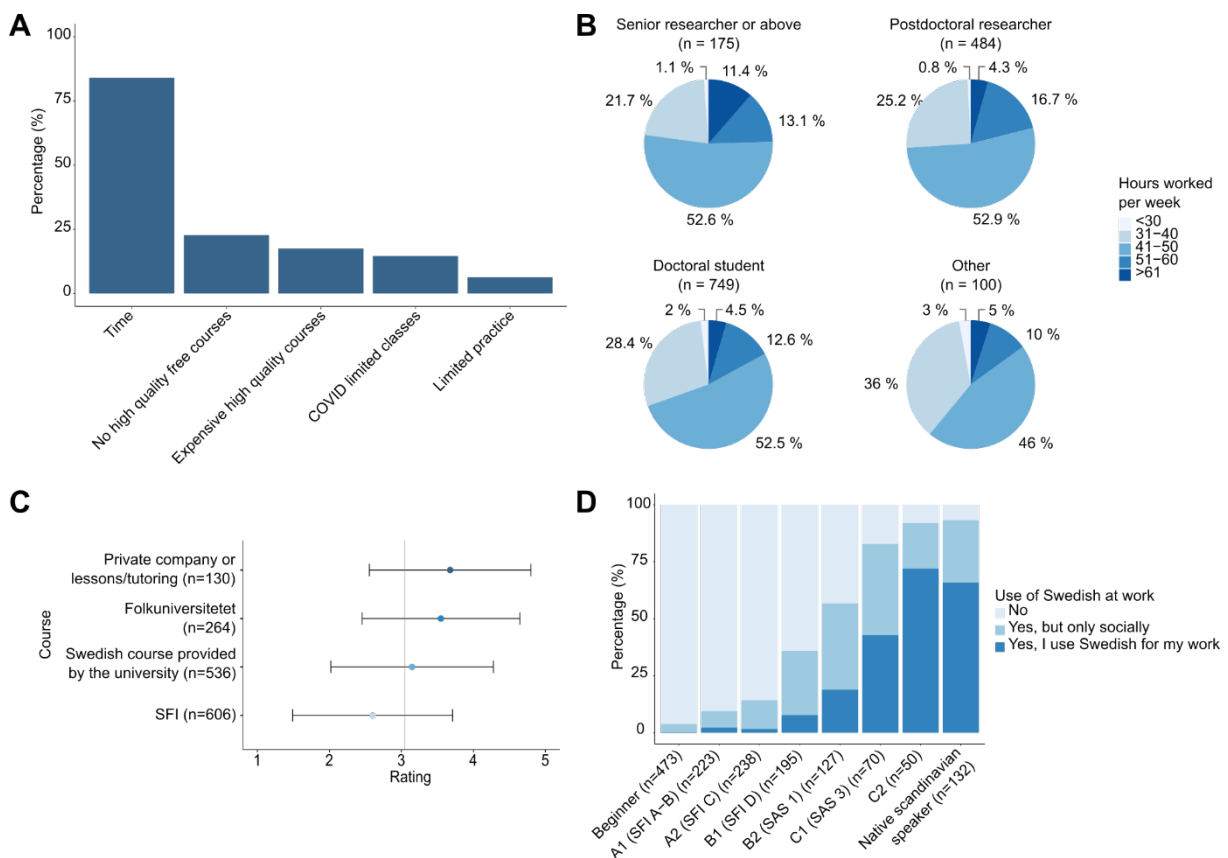 A
Percentage (%)
100
75
50
25
0
Time
No high quality free courses
Expensive high quality courses
COVID limited classes
Limited practice
B
Senior researcher or above
(n = 175)
1.1 %
11.4 %
21.7 %
13.1 %
52.6 %
Postdoctoral researcher
(n = 484)
0.8 %
4.3 %
25.2 %
16.7 %
52.9 %
Doctoral student
(n = 749)
2 %
4.5 %
28.4 %
12.6 %
52.5 %
Other
(n = 100)
3 %
5 %
10 %
36 %
46 %
Hours worked
per week
<30
31−40
41−50
51−60
>61
C
Course
Private company or
lessons/tutoring (n=130)
Folkuniversitetet
(n=264)
Swedish course provided
by the university (n=536)
SFI (n=606)
1
2
3
4
5
Rating
D
Percentage (%)
100
75
50
25
0
Beginner (n=473)
A1 (SFI A−B) (n=223)
A2 (SFI C) (n=238)
B1 (SFI D) (n=195)
B2 (SAS 1) (n=127)
C1 (SAS 3) (n=70)
C2 (n=50)
Native scandinavian
speaker (n=132)
Use of Swedish at work
No
Yes, but only socially
Yes, I use Swedish for my work